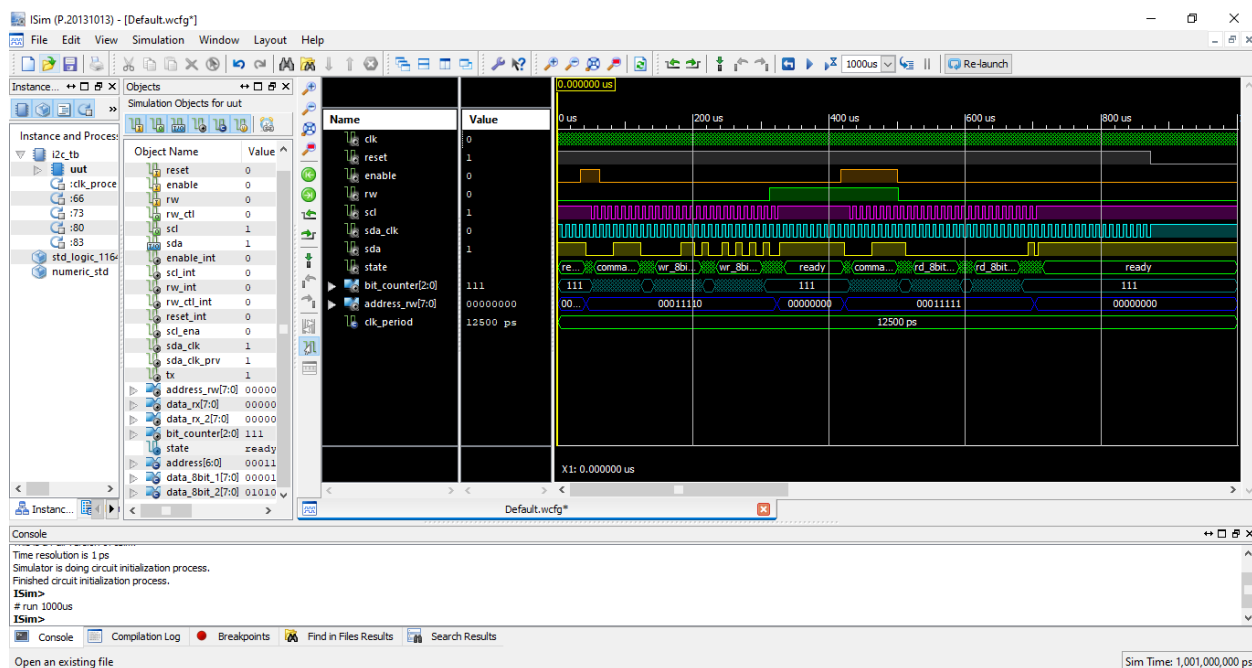 ISim (P.20131013) - [Default.wcfg*]
File Edit View Simulation Window Layout Help
1000us
Re-launch
Instance...
Objects
Simulation Objects for uut
Instance and Process
Object Name Value
i2c_tb
uut
:clk_proce
:66
:73
:80
:83
std_logic_1164
numeric_std
reset 0
enable 0
rw 0
rw_ctl 0
scl 1
sda 1
enable_int 0
scl_int 0
rw_int 0
rw_ctl_int 0
reset_int 0
scl_ena 0
sda_clk 1
sda_clk_prv 1
tx 1
address_rw[7:0] 00000
data_rx[7:0] 00000
data_rx_2[7:0] 00000
bit_counter[2:0] 111
state ready
address[6:0] 00011
data_8bit_1[7:0] 00001
data_8bit_2[7:0] 01010
Name Value
0.000000 us
0 us 200 us 400 us 600 us 800 us
clk 0
reset 1
enable 0
rw 0
scl 1
sda_clk 0
sda 1
state re... comma... wr_8bi... wr_8bi... ready comma... rd_8bit... rd_8bit... ready
bit_counter[2:0] 111 111 111 111
address_rw[7:0] 00000000 00... 00011110 00000000 00011111 00000000
clk_period 12500 ps 12500 ps
X1: 0.000000 us
Instanc...
Default.wcfg*
Console
Time resolution is 1 ps
Simulator is doing circuit initialization process.
Finished circuit initialization process.
ISim>
# run 1000us
ISim>
Console Compilation Log Breakpoints Find in Files Results Search Results
Open an existing file
Sim Time: 1,001,000,000 ps